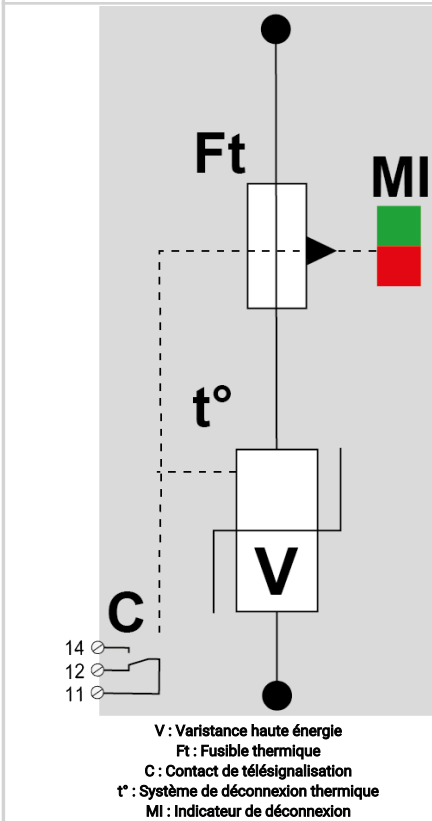 Ft
MI
t°
V
C
14
12
11
V : Varistance haute énergie
Ft : Fusible thermique
C : Contact de télésignalisation
t° : Système de déconnexion thermique
MI : Indicateur de déconnexion